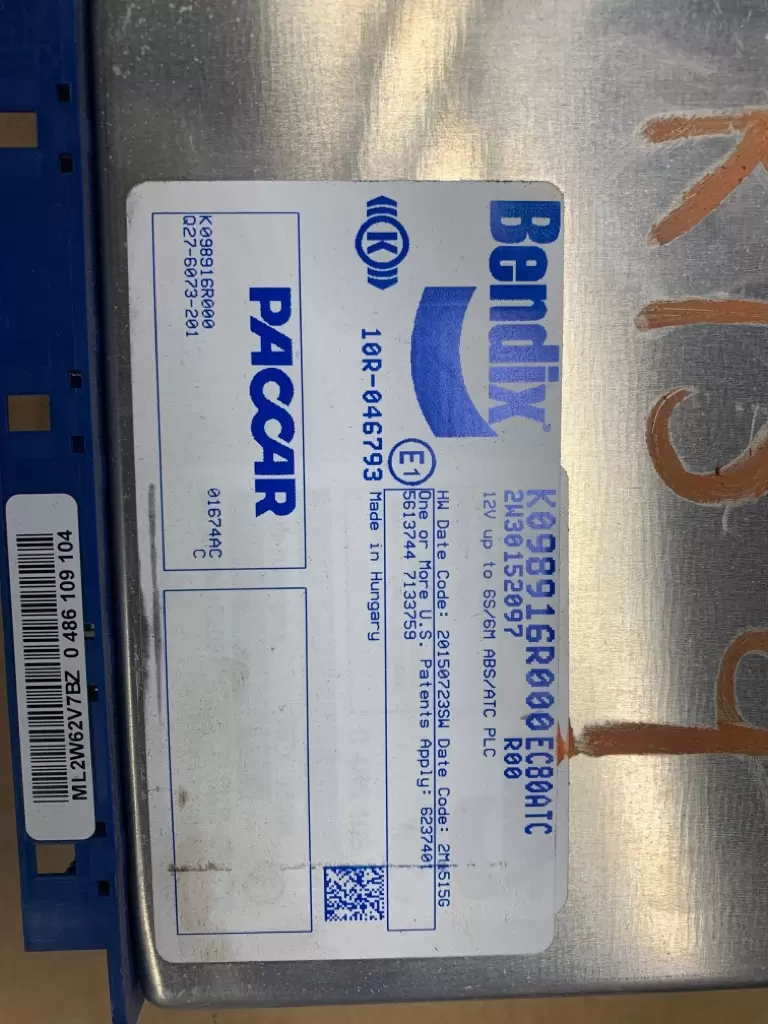 Bendix
K098916R000 EC80ATC
2W30152097 R00
12V up to 6S/6M ABS/ATC PLC
HW Date Code: 20150723 SW Date Code: 2M1515G
One or More U.S. Patents Apply: 6237401
5613744 7133759
E1
K
10R-046793
Made in Hungary
PACCAR
01674AC
C
K098916R000
Q27-6073-201
0 486 109 104
ML2W62V7BZ